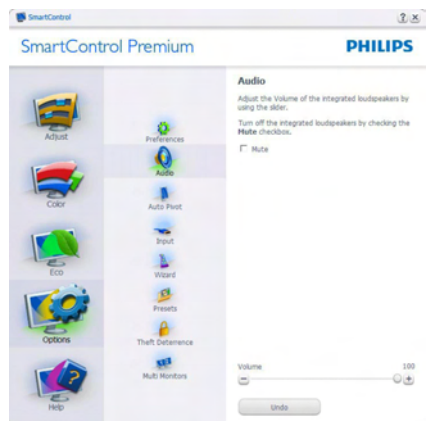 SmartControl
SmartControl Premium
PHILIPS
Adjust
Color
Eco
Options
Help
Preferences
Audio
Auto Pivot
Input
Wizard
Presets
Theft Deterrence
Multi Monitors
Audio
Adjust the Volume of the integrated loudspeakers by
using the slider.
Turn off the integrated loudspeakers by checking the
Mute checkbox.
Mute
Volume 100
Undo